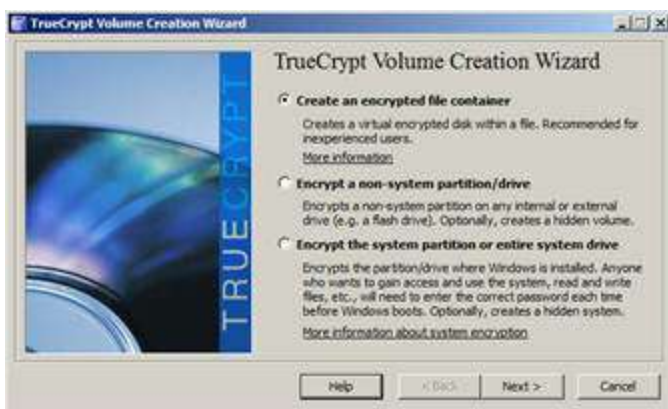 TrueCrypt Volume Creation Wizard
TRUECRYPT
TrueCrypt Volume Creation Wizard
Create an encrypted file container
Creates a virtual encrypted disk within a file. Recommended for
inexperienced users.
More information
Encrypt a non-system partition/drive
Encrypts a non-system partition on any internal or external
drive (e.g. a flash drive). Optionally, creates a hidden volume.
Encrypt the system partition or entire system drive
Encrypts the partition/drive where Windows is installed. Anyone
who wants to gain access and use the system, read and write
files, etc., will need to enter the correct password each time
before Windows boots. Optionally, creates a hidden system.
More information about system encryption
Help
< Back
Next >
Cancel